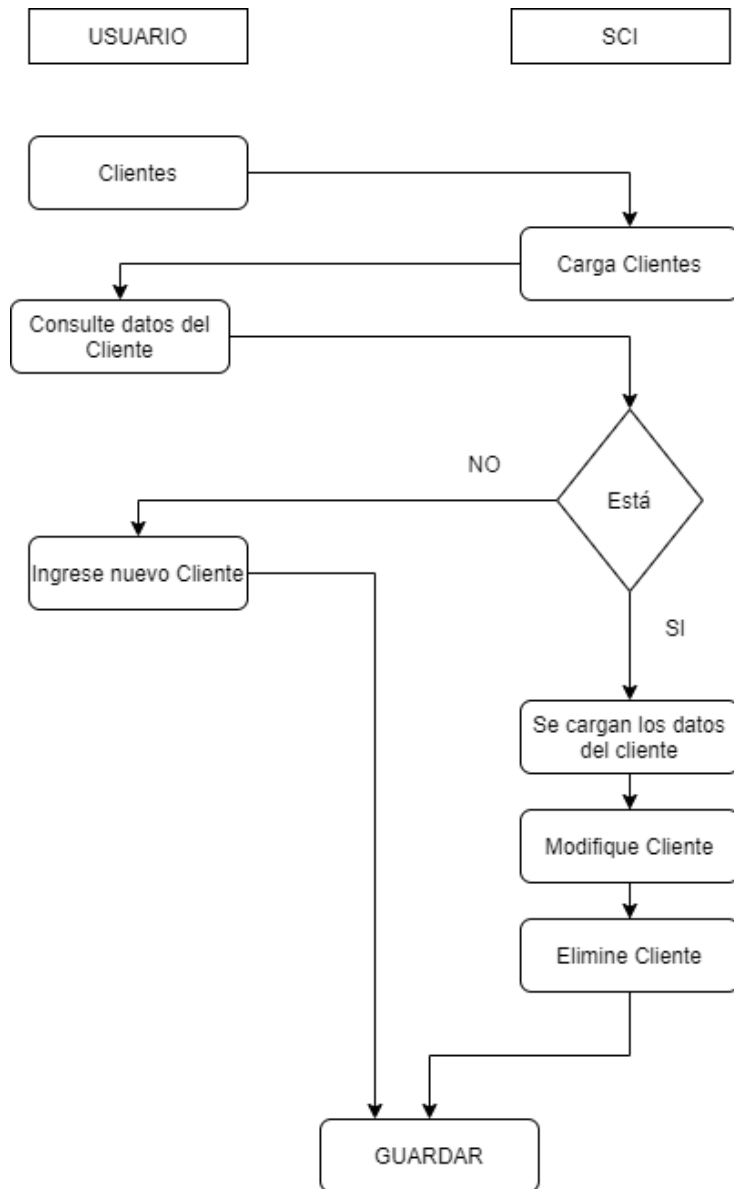 USUARIO
SCI
Clientes
Carga Clientes
Consulte datos del
Cliente
NO
Está
Ingrese nuevo Cliente
SI
Se cargan los datos
del cliente
Modifique Cliente
Elimine Cliente
GUARDAR